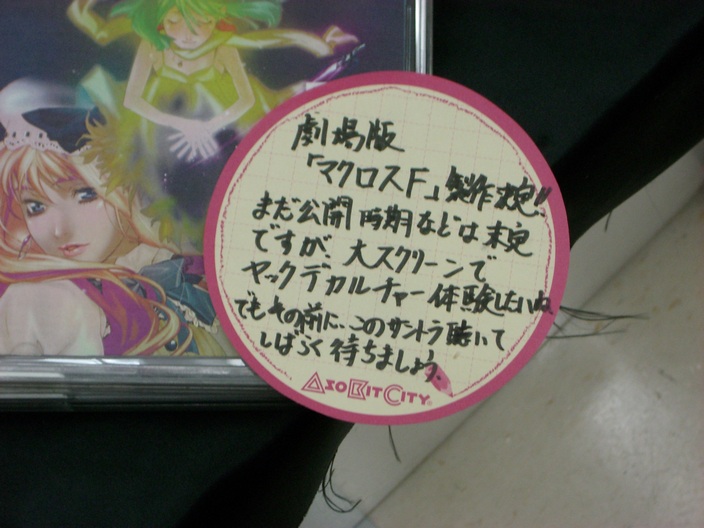 劇場版
「マクロスF」製作決定!!
まだ公開時期などは未定
ですが、大スクリーンで
ヤックデカルチャー体験したいね
でもその前に…このサントラ聴いて
しばらく待ちましょう。
ASOBITCITY